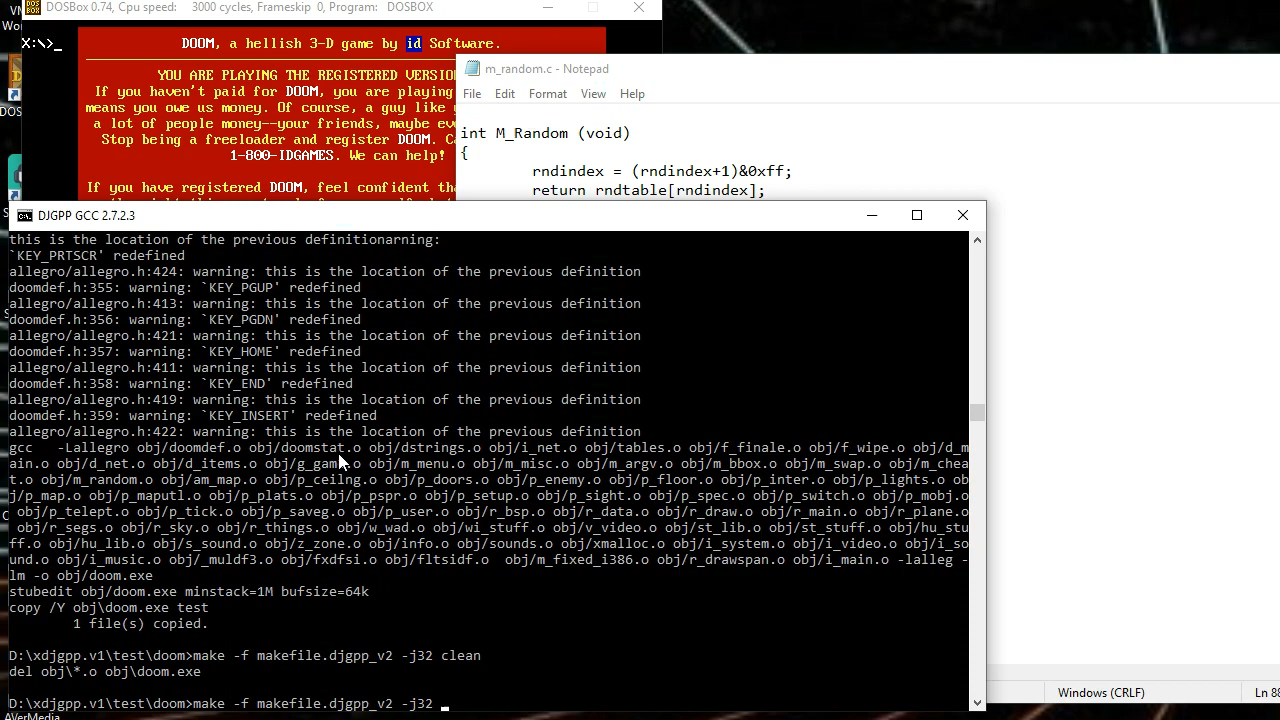 VM
Wo
DOSBox 0.74, Cpu speed: 3000 cycles, Frameskip 0, Program: DOSBOX
X:\>_
DOOM, a hellish 3-D game by id Software.
YOU ARE PLAYING THE REGISTERED VERSIO
If you haven't paid for DOOM, you are playing
means you owe us money. Of course, a guy like y
a lot of people money--your friends, maybe eve
Stop being a freeloader and register DOOM. Ca
1-800-IDGAMES. We can help!
If you have registered DOOM, feel confident tha
DOS
m_random.c - Notepad
File Edit Format View Help
int M_Random (void)
{
rndindex = (rndindex+1)&0xff;
return rndtable[rndindex];
DJGPP GCC 2.7.2.3
this is the location of the previous definitionarning:
`KEY_PRTSCR' redefined
allegro/allegro.h:424: warning: this is the location of the previous definition
doomdef.h:355: warning: `KEY_PGUP' redefined
allegro/allegro.h:413: warning: this is the location of the previous definition
doomdef.h:356: warning: `KEY_PGDN' redefined
allegro/allegro.h:421: warning: this is the location of the previous definition
doomdef.h:357: warning: `KEY_HOME' redefined
allegro/allegro.h:411: warning: this is the location of the previous definition
doomdef.h:358: warning: `KEY_END' redefined
allegro/allegro.h:419: warning: this is the location of the previous definition
doomdef.h:359: warning: `KEY_INSERT' redefined
allegro/allegro.h:422: warning: this is the location of the previous definition
gcc   -Lallegro obj/doomdef.o obj/doomstat.o obj/dstrings.o obj/i_net.o obj/tables.o obj/f_finale.o obj/f_wipe.o obj/d_m
ain.o obj/d_net.o obj/d_items.o obj/g_game.o obj/m_menu.o obj/m_misc.o obj/m_argv.o obj/m_bbox.o obj/m_swap.o obj/m_chea
t.o obj/m_random.o obj/am_map.o obj/p_ceilng.o obj/p_doors.o obj/p_enemy.o obj/p_floor.o obj/p_inter.o obj/p_lights.o ob
j/p_map.o obj/p_maputl.o obj/p_plats.o obj/p_pspr.o obj/p_setup.o obj/p_sight.o obj/p_spec.o obj/p_switch.o obj/p_mobj.o
obj/p_telept.o obj/p_tick.o obj/p_saveg.o obj/p_user.o obj/r_bsp.o obj/r_data.o obj/r_draw.o obj/r_main.o obj/r_plane.o
obj/r_segs.o obj/r_sky.o obj/r_things.o obj/w_wad.o obj/wi_stuff.o obj/v_video.o obj/st_lib.o obj/st_stuff.o obj/hu_stu
ff.o obj/hu_lib.o obj/s_sound.o obj/z_zone.o obj/info.o obj/sounds.o obj/xmalloc.o obj/i_system.o obj/i_video.o obj/i_so
und.o obj/i_music.o obj/_muldf3.o obj/fxdfsi.o obj/fltsidf.o  obj/m_fixed_i386.o obj/r_drawspan.o obj/i_main.o -lalleg -
lm -o obj/doom.exe
stubedit obj/doom.exe minstack=1M bufsize=64k
copy /Y obj\doom.exe test
1 file(s) copied.
D:\xdjgpp.v1\test\doom>make -f makefile.djgpp_v2 -j32 clean
del obj\*.o obj\doom.exe
D:\xdjgpp.v1\test\doom>make -f makefile.djgpp_v2 -j32 _
Windows (CRLF)
Ln 88
AVerMedia